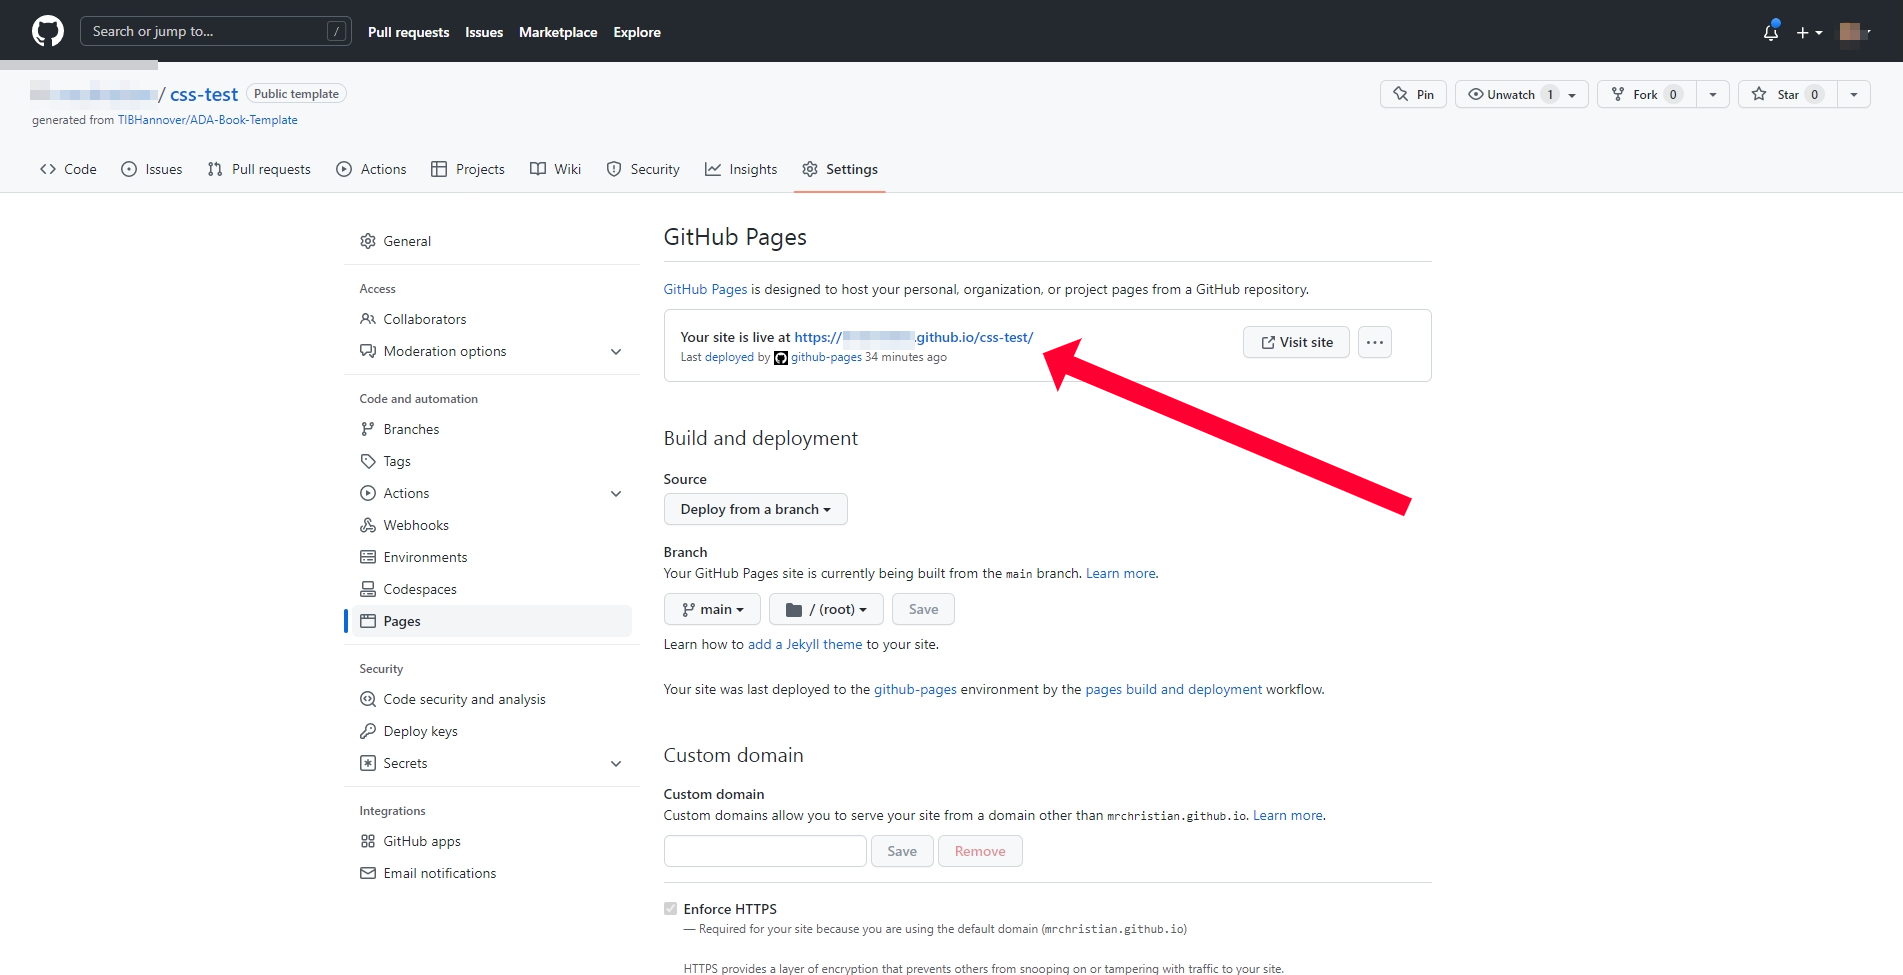 Search or jump to... /
Pull requests Issues Marketplace Explore
/ css-test Public template
Pin Unwatch 1 Fork 0 Star 0
generated from TIBHannover/ADA-Book-Template
Code Issues Pull requests Actions Projects Wiki Security Insights Settings
General
Access
Collaborators
Moderation options
Code and automation
Branches
Tags
Actions
Webhooks
Environments
Codespaces
Pages
Security
Code security and analysis
Deploy keys
Secrets
Integrations
GitHub apps
Email notifications
GitHub Pages
GitHub Pages is designed to host your personal, organization, or project pages from a GitHub repository.
Your site is live at https:// .github.io/css-test/
Last deployed by github-pages 34 minutes ago
Visit site
Build and deployment
Source
Deploy from a branch
Branch
Your GitHub Pages site is currently being built from the main branch. Learn more.
main / (root) Save
Learn how to add a Jekyll theme to your site.
Your site was last deployed to the github-pages environment by the pages build and deployment workflow.
Custom domain
Custom domain
Custom domains allow you to serve your site from a domain other than mrchristian.github.io. Learn more.
Save Remove
Enforce HTTPS
— Required for your site because you are using the default domain (mrchristian.github.io)
HTTPS provides a layer of encryption that prevents others from snooping on or tampering with traffic to your site.